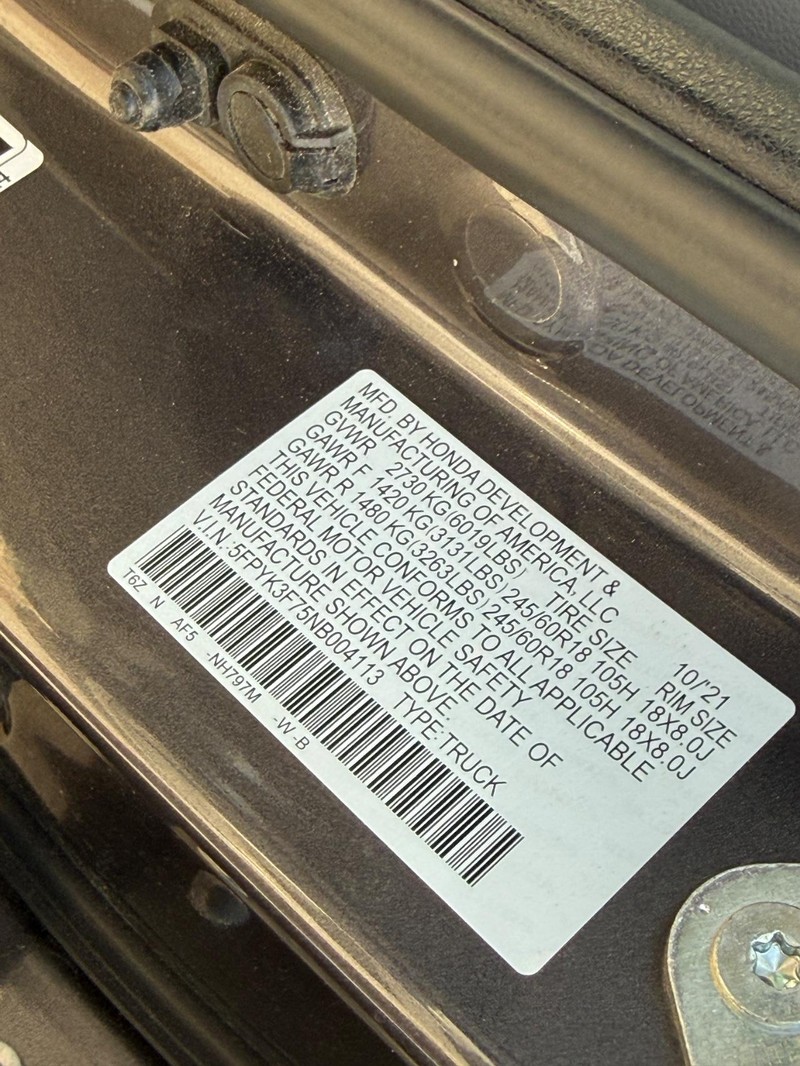 MFD. BY HONDA DEVELOPMENT &
MANUFACTURING OF AMERICA, LLC 10/'21
GVWR 2730 KG/6019LBS TIRE SIZE RIM SIZE
GAWR F 1420 KG/3131LBS/245/60R18 105H 18X8.0J
GAWR R 1480 KG/3263LBS/245/60R18 105H 18X8.0J
THIS VEHICLE CONFORMS TO ALL APPLICABLE
FEDERAL MOTOR VEHICLE SAFETY
STANDARDS IN EFFECT ON THE DATE OF
MANUFACTURE SHOWN ABOVE.
V.I.N:5FPYK3F75NB004113 TYPE:TRUCK
T6Z N AF5 -NH797M -W-B
4